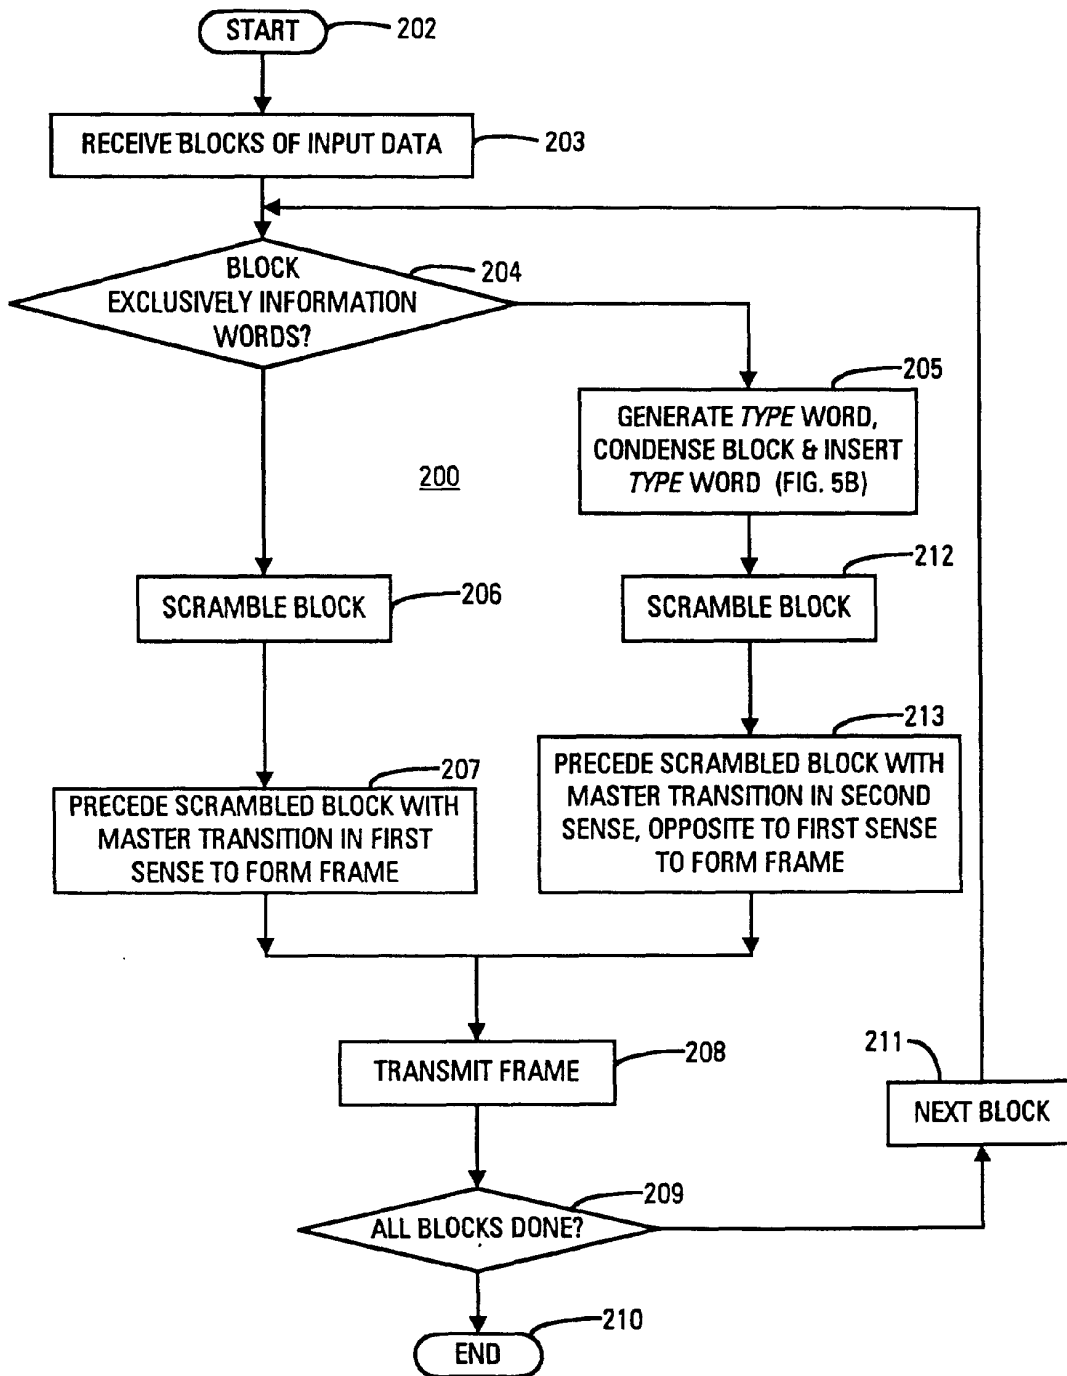 START
202
RECEIVE BLOCKS OF INPUT DATA
203
BLOCK
EXCLUSIVELY INFORMATION
WORDS?
204
205
GENERATE TYPE WORD,
CONDENSE BLOCK & INSERT
TYPE WORD (FIG. 5B)
200
SCRAMBLE BLOCK
206
212
SCRAMBLE BLOCK
207
PRECEDE SCRAMBLED BLOCK WITH
MASTER TRANSITION IN FIRST
SENSE TO FORM FRAME
213
PRECEDE SCRAMBLED BLOCK WITH
MASTER TRANSITION IN SECOND
SENSE, OPPOSITE TO FIRST SENSE
TO FORM FRAME
TRANSMIT FRAME
208
211
NEXT BLOCK
ALL BLOCKS DONE?
209
END
210